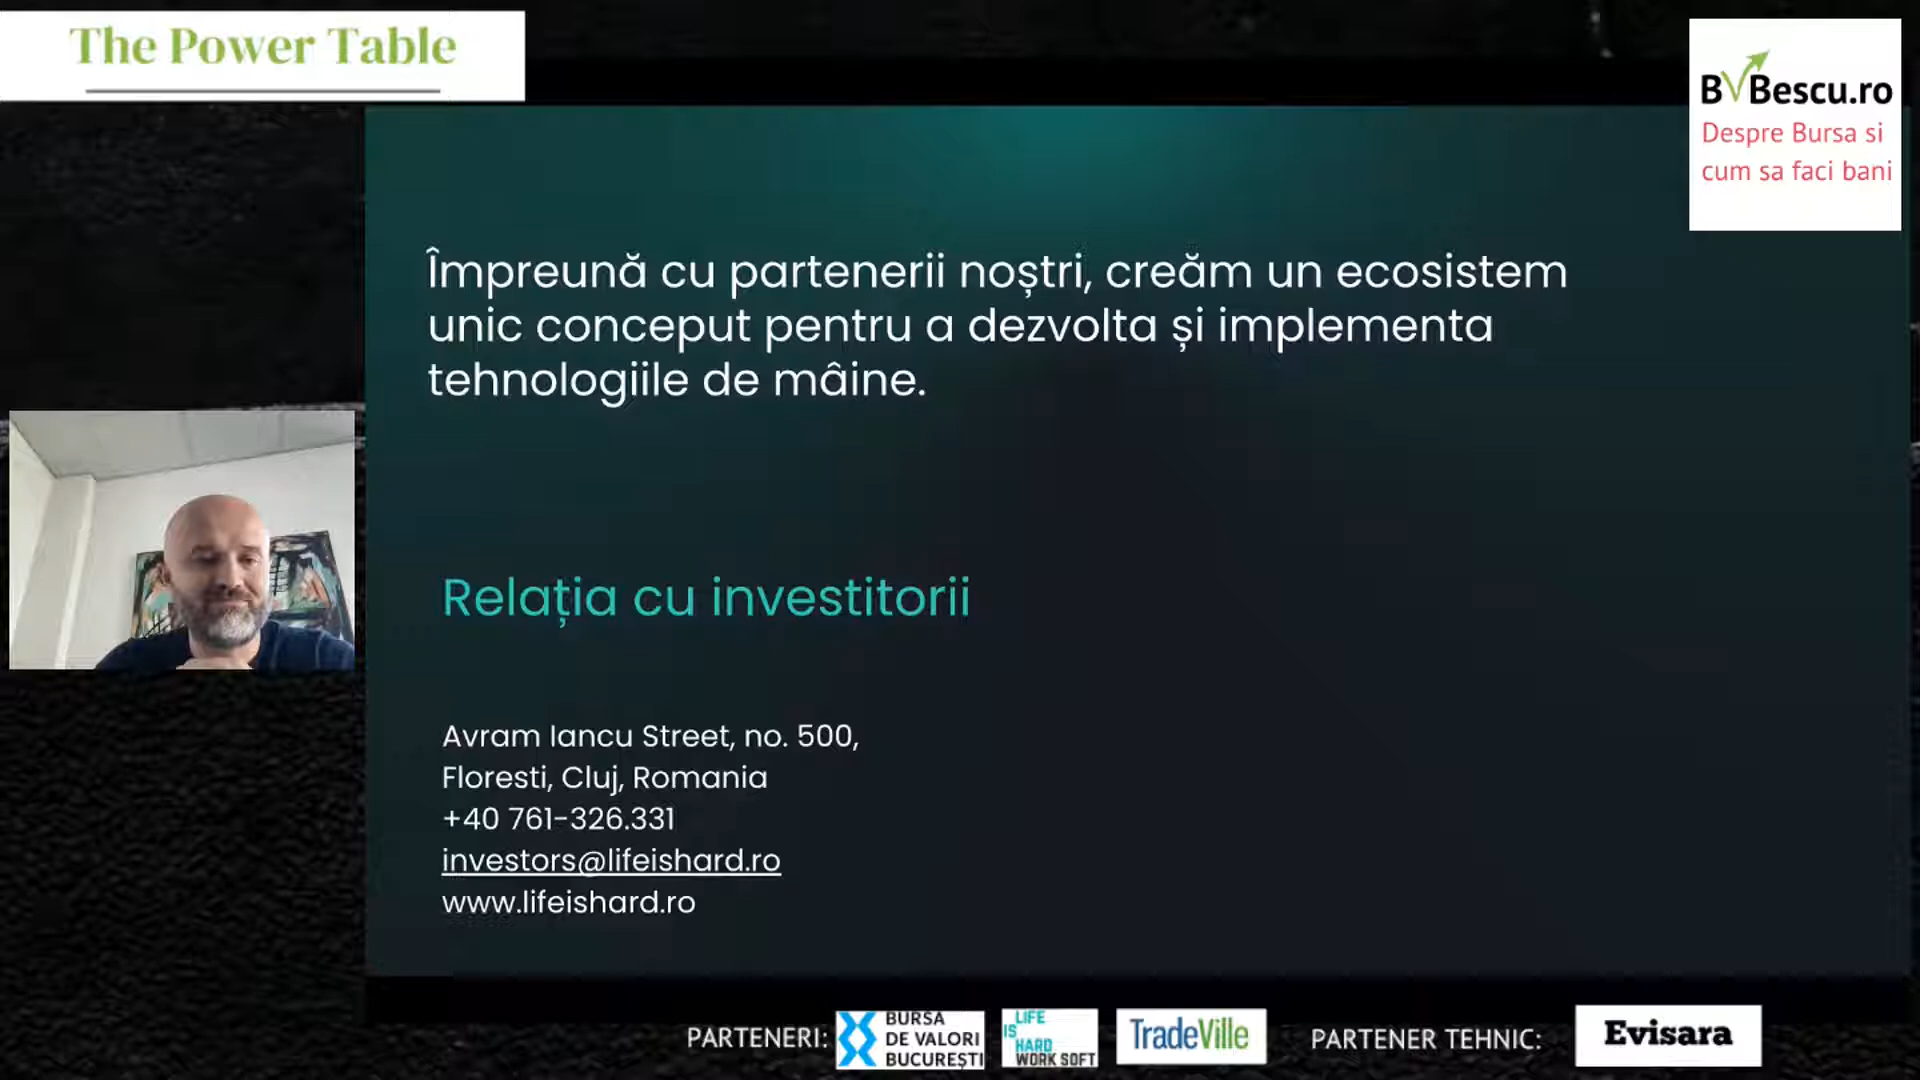 The Power Table
BVBescu.ro
Despre Bursa si
cum sa faci bani
Împreună cu partenerii noștri, creăm un ecosistem
unic conceput pentru a dezvolta și implementa
tehnologiile de mâine.
Relația cu investitorii
Avram Iancu Street, no. 500,
Floresti, Cluj, Romania
+40 761-326.331
investors@lifeishard.ro
www.lifeishard.ro
PARTENERI:
BURSA
DE VALORI
BUCUREȘTI
LIFE
IS
HARD
WORK SOFT
TradeVille
PARTENER TEHNIC:
Evisara